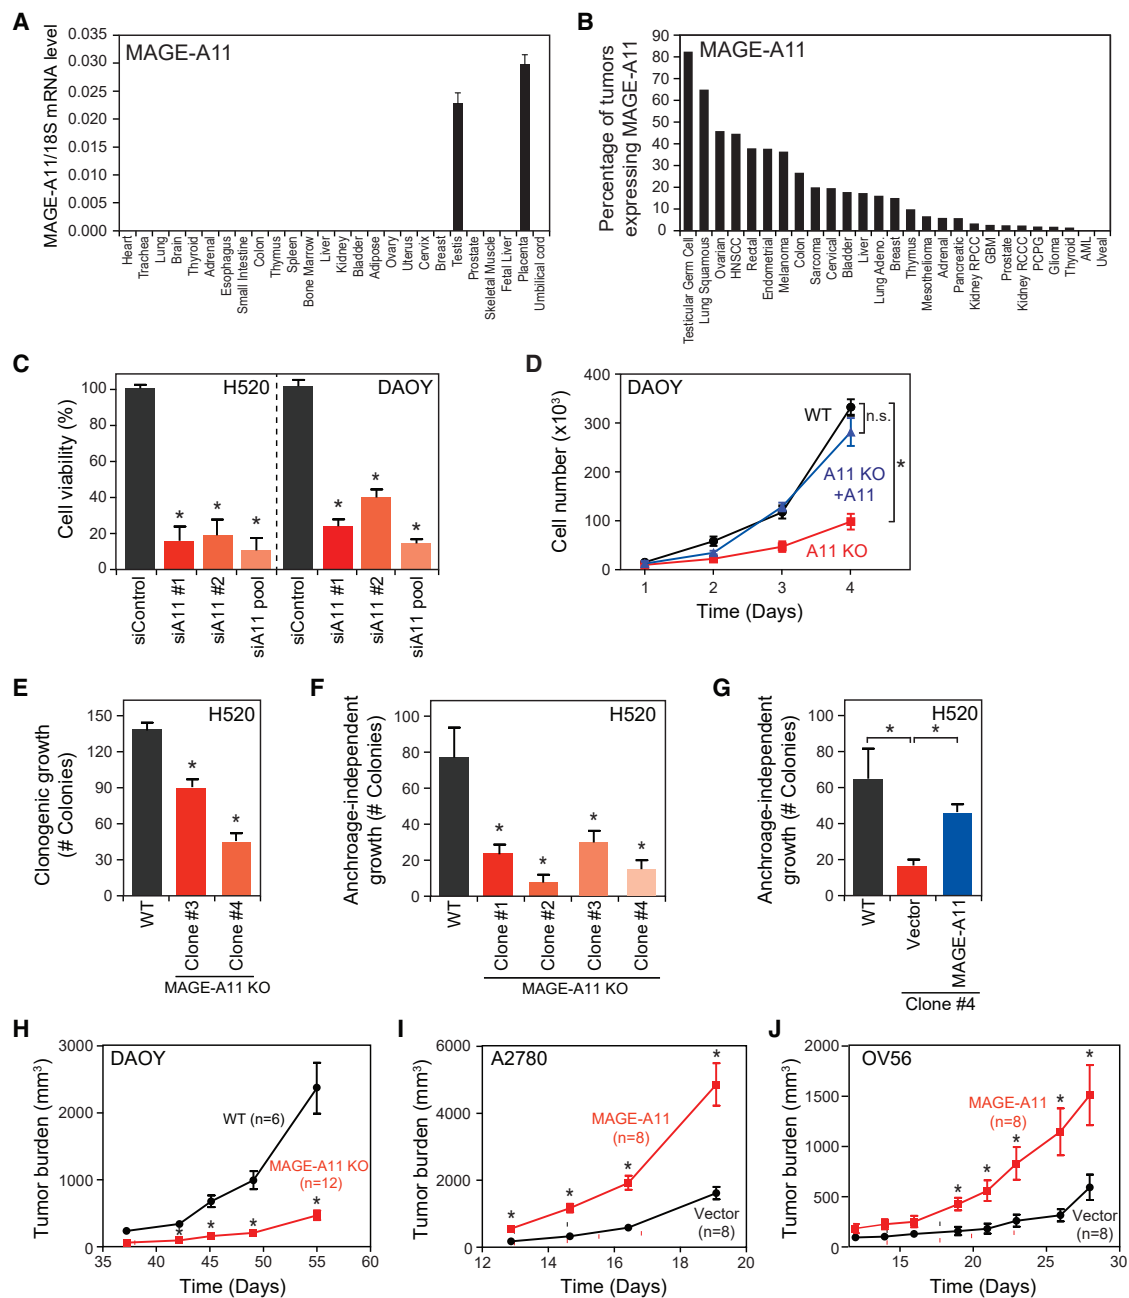 A
MAGE-A11/18S mRNA level
0.035
0.030
0.025
0.020
0.015
0.010
0.005
0.000
MAGE-A11
Heart
Trachea
Lung
Brain
Thyroid
Adrenal
Esophagus
Small Intestine
Colon
Thymus
Spleen
Bone Marrow
Liver
Kidney
Bladder
Adipose
Ovary
Uterus
Cervix
Breast
Testis
Prostate
Skeletal Muscle
Fetal Liver
Placenta
Umbilical cord
B
Percentage of tumors
expressing MAGE-A11
90
80
70
60
50
40
30
20
10
0
MAGE-A11
Testicular Germ Cell
Lung Squamous
Ovarian
HNSCC
Rectal
Endometrial
Melanoma
Colon
Sarcoma
Cervical
Bladder
Liver
Lung Adeno.
Breast
Thymus
Mesothelioma
Adrenal
Pancreatic
Kidney RPCC
GBM
Prostate
Kidney RCCC
PCPG
Glioma
Thyroid
AML
Uveal
C
Cell viability (%)
100
80
60
40
20
0
H520
DAOY
* * * * * *
siControl
siA11 #1
siA11 #2
siA11 pool
siControl
siA11 #1
siA11 #2
siA11 pool
D
Cell number (x10³)
400
300
200
100
0
DAOY
WT
n.s.
*
A11 KO
+A11
A11 KO
1 2 3 4
Time (Days)
E
Clonogenic growth
(# Colonies)
150
120
90
60
30
0
H520
* *
WT
Clone #3
Clone #4
MAGE-A11 KO
F
Anchroage-independent
growth (# Colonies)
100
80
60
40
20
0
H520
* * * *
WT
Clone #1
Clone #2
Clone #3
Clone #4
MAGE-A11 KO
G
Anchroage-independent
growth (# Colonies)
100
80
60
40
20
0
H520
* *
WT
Vector
MAGE-A11
Clone #4
H
Tumor burden (mm³)
3000
2000
1000
0
DAOY
WT (n=6)
MAGE-A11 KO
(n=12)
* * * *
35 40 45 50 55 60
Time (Days)
I
Tumor burden (mm³)
6000
4000
2000
0
A2780
MAGE-A11
(n=8)
* * * *
Vector
(n=8)
12 14 16 18 20
Time (Days)
J
Tumor burden (mm³)
2000
1500
1000
500
0
OV56
MAGE-A11
(n=8)
* * * * *
Vector
(n=8)
15 20 25 30
Time (Days)